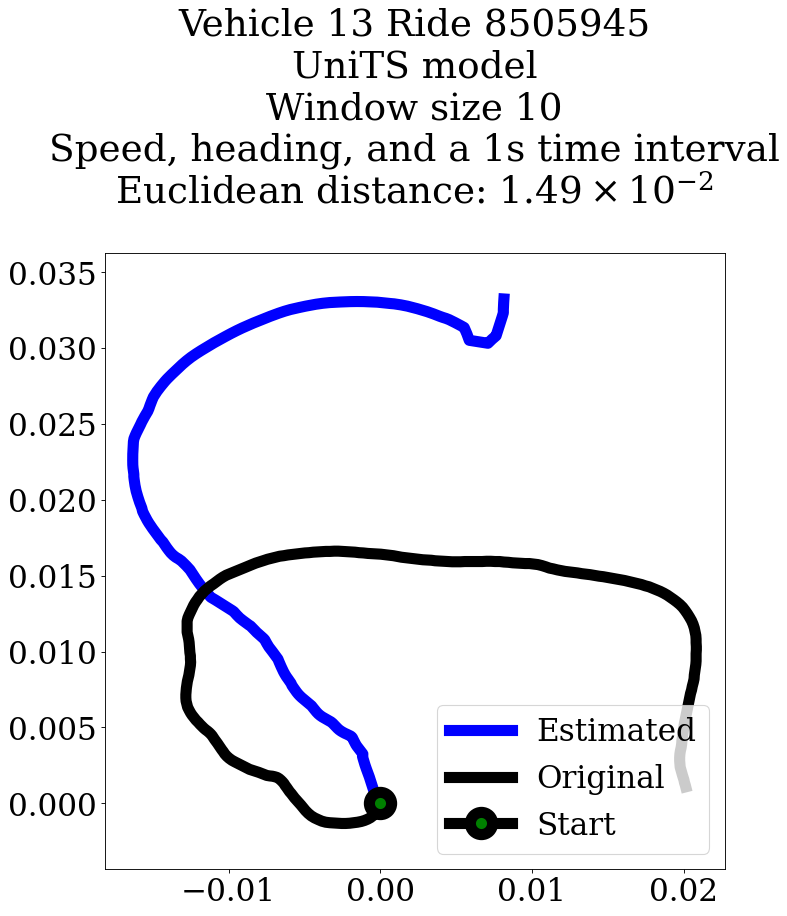 Vehicle 13 Ride 8505945
UniTS model
Window size 10
Speed, heading, and a 1s time interval
Euclidean distance: 1.49 × 10⁻²
0.035
0.030
0.025
0.020
0.015
0.010
0.005
0.000
Estimated
Original
Start
−0.01 0.00 0.01 0.02